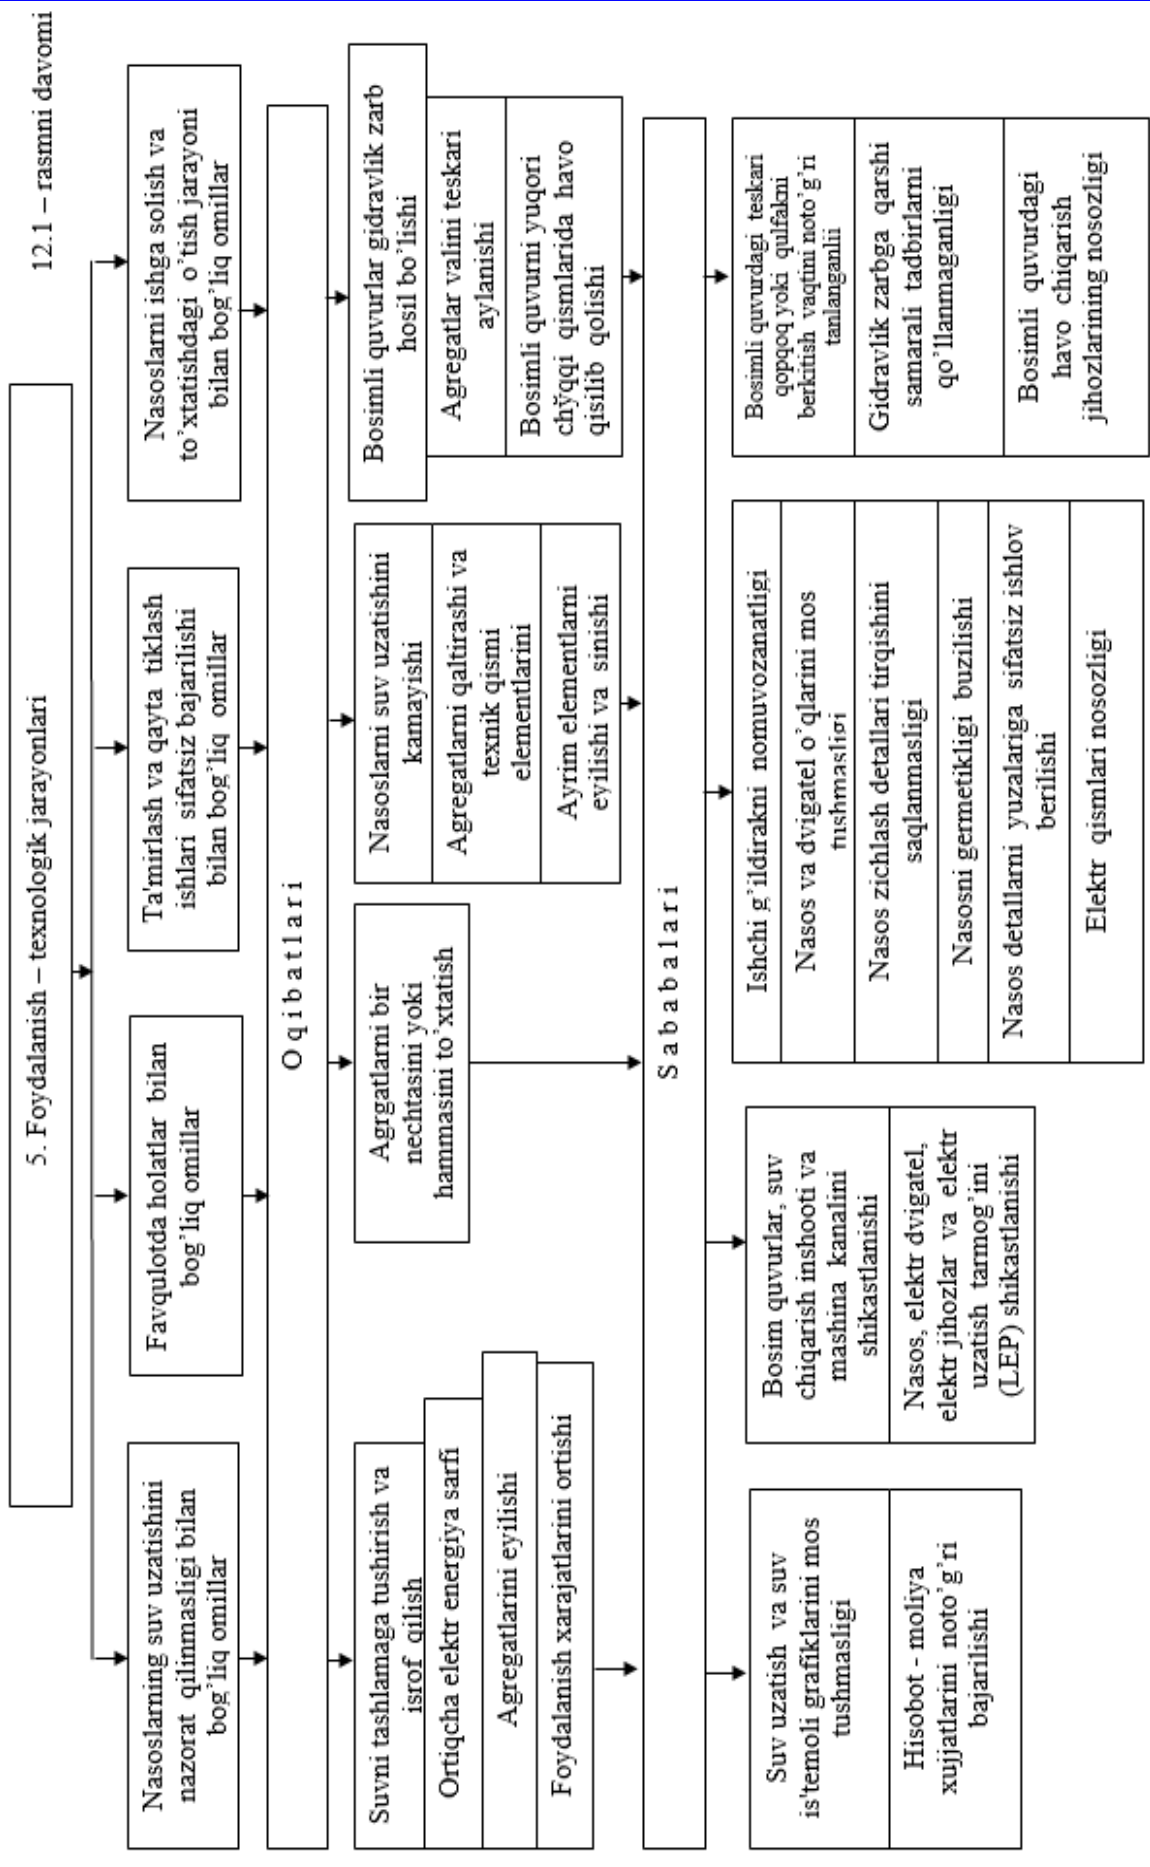 12.1 – rasmni davomi
5. Foydalanish – texnologik jarayonlari
Nasoslarning suv uzatishini
nazorat qilinmasligi bilan
bog’liq omillar
Favqulotda holatlar bilan
bog’liq omillar
Ta'mirlash va qayta tiklash
ishlari sifatsiz bajarilishi
bilan bog’liq omillar
Nasoslarni ishga solish va
to’xtatishdagi o’tish jarayoni
bilan bog’liq omillar
O q i b a t l a r i
Suvni tashlamaga tushirish va
isrof qilish
Ortiqcha elektr energiya sarfi
Agregatlarini eyilishi
Foydalanish xarajatlarini ortishi
Agrgatlarni bir
nechtasini yoki
hammasini to’xtatish
Nasoslarni suv uzatishini
kamayishi
Agregatlarni qaltirashi va
texnik qismi
elementlarini
Ayrim elementlarni
eyilishi va sinishi
Bosimli quvurlar gidravlik zarb
hosil bo’lishi
Agregatlar valini teskari
aylanishi
Bosimli quvurni yuqori
chўqqi qismlarida havo
qisilib qolishi
S a b a b a l a r i
Suv uzatish va suv
is'temoli grafiklarini mos
tushmasligi
Hisobot - moliya
xujjatlarini noto’g’ri
bajarilishi
Bosim quvurlar, suv
chiqarish inshooti va
mashina kanalini
shikastlanishi
Nasos, elektr dvigatel,
elektr jihozlar va elektr
uzatish tarmog’ini
(LEP) shikastlanishi
Ishchi g’ildirakni nomuvozanatligi
Nasos va dvigatel o’qlarini mos
tushmasligi
Nasos zichlash detallari tirqishini
saqlanmasligi
Nasosni germetikligi buzilishi
Nasos detallarni yuzalariga sifatsiz ishlov
berilishi
Elektr qismlari nosozligi
Bosimli quvurdagi teskari
qopqoq yoki qulfakni
berkitish vaqtini noto’g’ri
tanlanganlii
Gidravlik zarbga qarshi
samarali tadbirlarni
qo’llanmaganligi
Bosimli quvurdagi
havo chiqarish
jihozlarining nosozligi